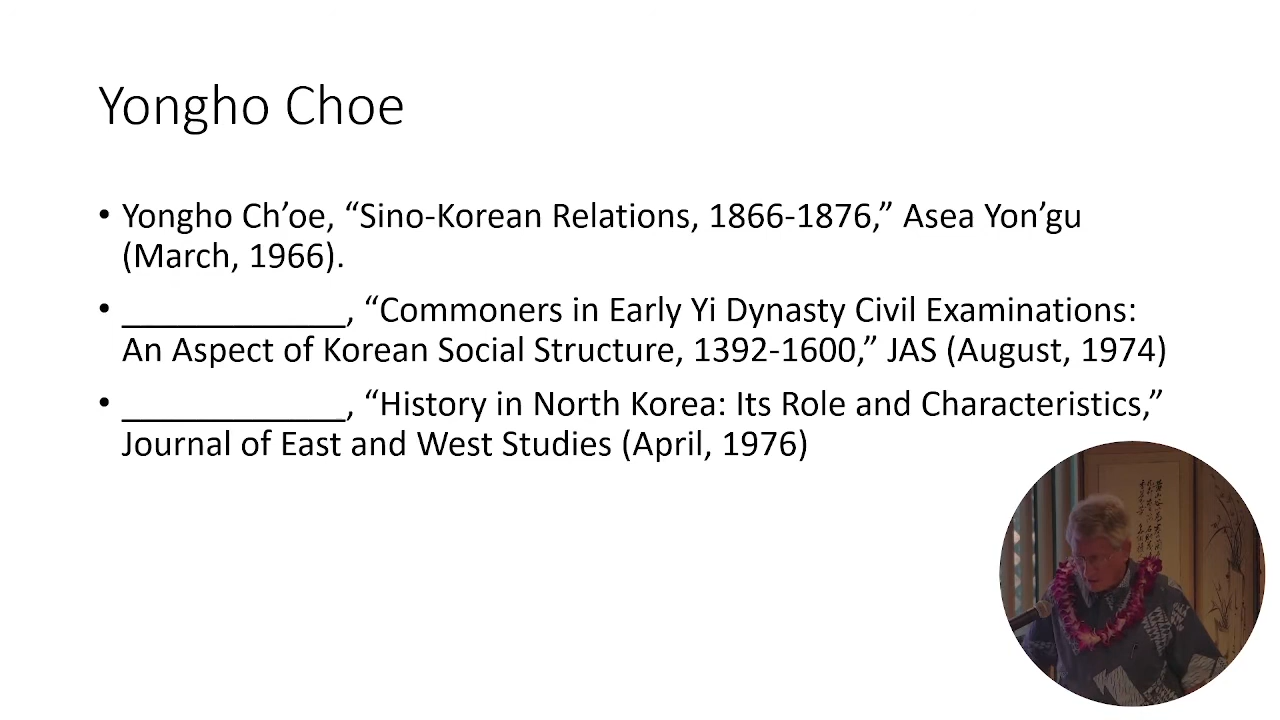 Yongho Choe
• Yongho Ch’oe, “Sino-Korean Relations, 1866-1876,” Asea Yon’gu
(March, 1966).
• ____________, “Commoners in Early Yi Dynasty Civil Examinations:
An Aspect of Korean Social Structure, 1392-1600,” JAS (August, 1974)
• ____________, “History in North Korea: Its Role and Characteristics,”
Journal of East and West Studies (April, 1976)